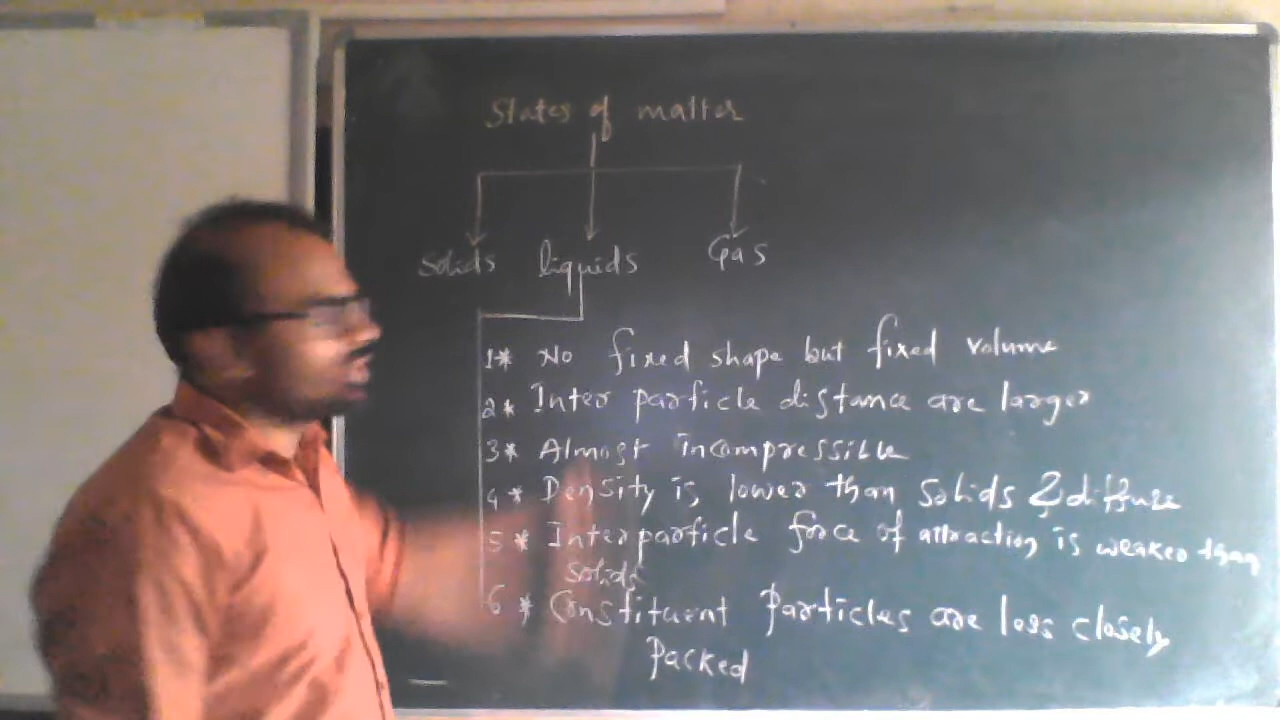 States of matter
Solids liquids Gas
1* No fixed shape but fixed volume
2* Inter particle distance are larger
3* Almost incompressible
4* Density is lower than solids & diffuse
5* Interparticle force of attraction is weaker than
solids
6* Constituent Particles are less closely
Packed